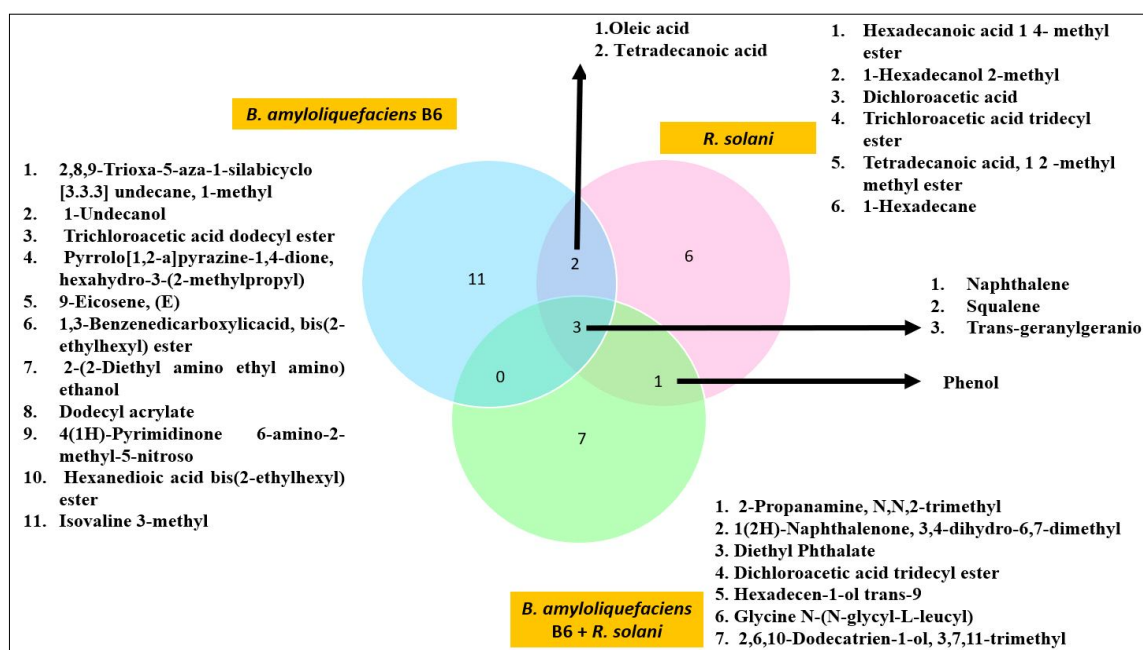 1.Oleic acid
2. Tetradecanoic acid
1. Hexadecanoic acid 1 4- methyl
ester
2. 1-Hexadecanol 2-methyl
3. Dichloroacetic acid
4. Trichloroacetic acid tridecyl
ester
5. Tetradecanoic acid, 1 2 -methyl
methyl ester
6. 1-Hexadecane
B. amyloliquefaciens B6
R. solani
1. 2,8,9-Trioxa-5-aza-1-silabicyclo
[3.3.3] undecane, 1-methyl
2. 1-Undecanol
3. Trichloroacetic acid dodecyl ester
4. Pyrrolo[1,2-a]pyrazine-1,4-dione,
hexahydro-3-(2-methylpropyl)
5. 9-Eicosene, (E)
6. 1,3-Benzenedicarboxylicacid, bis(2-
ethylhexyl) ester
7. 2-(2-Diethyl amino ethyl amino)
ethanol
8. Dodecyl acrylate
9. 4(1H)-Pyrimidinone 6-amino-2-
methyl-5-nitroso
10. Hexanedioic acid bis(2-ethylhexyl)
ester
11. Isovaline 3-methyl
11
2
6
3
0
1
7
1. Naphthalene
2. Squalene
3. Trans-geranylgeranio
Phenol
B. amyloliquefaciens
B6 + R. solani
1. 2-Propanamine, N,N,2-trimethyl
2. 1(2H)-Naphthalenone, 3,4-dihydro-6,7-dimethyl
3. Diethyl Phthalate
4. Dichloroacetic acid tridecyl ester
5. Hexadecen-1-ol trans-9
6. Glycine N-(N-glycyl-L-leucyl)
7. 2,6,10-Dodecatrien-1-ol, 3,7,11-trimethyl